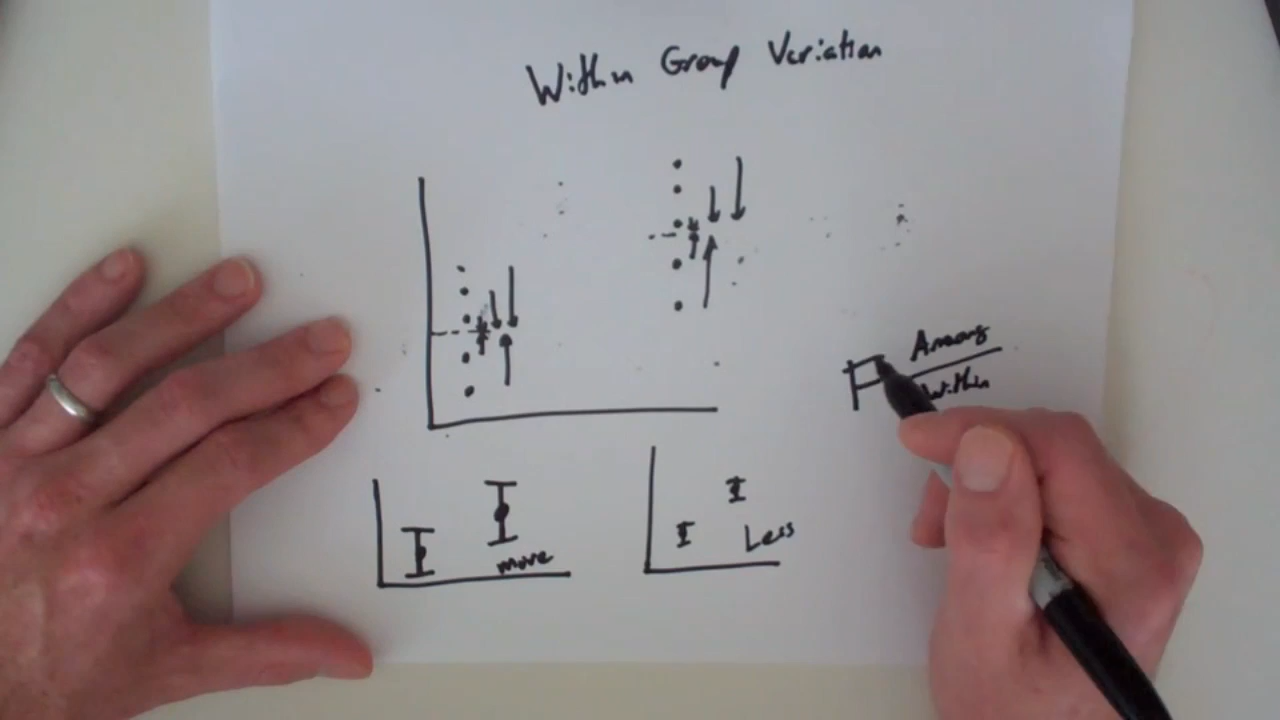 Within Group Variation
Among
Within
more
Less